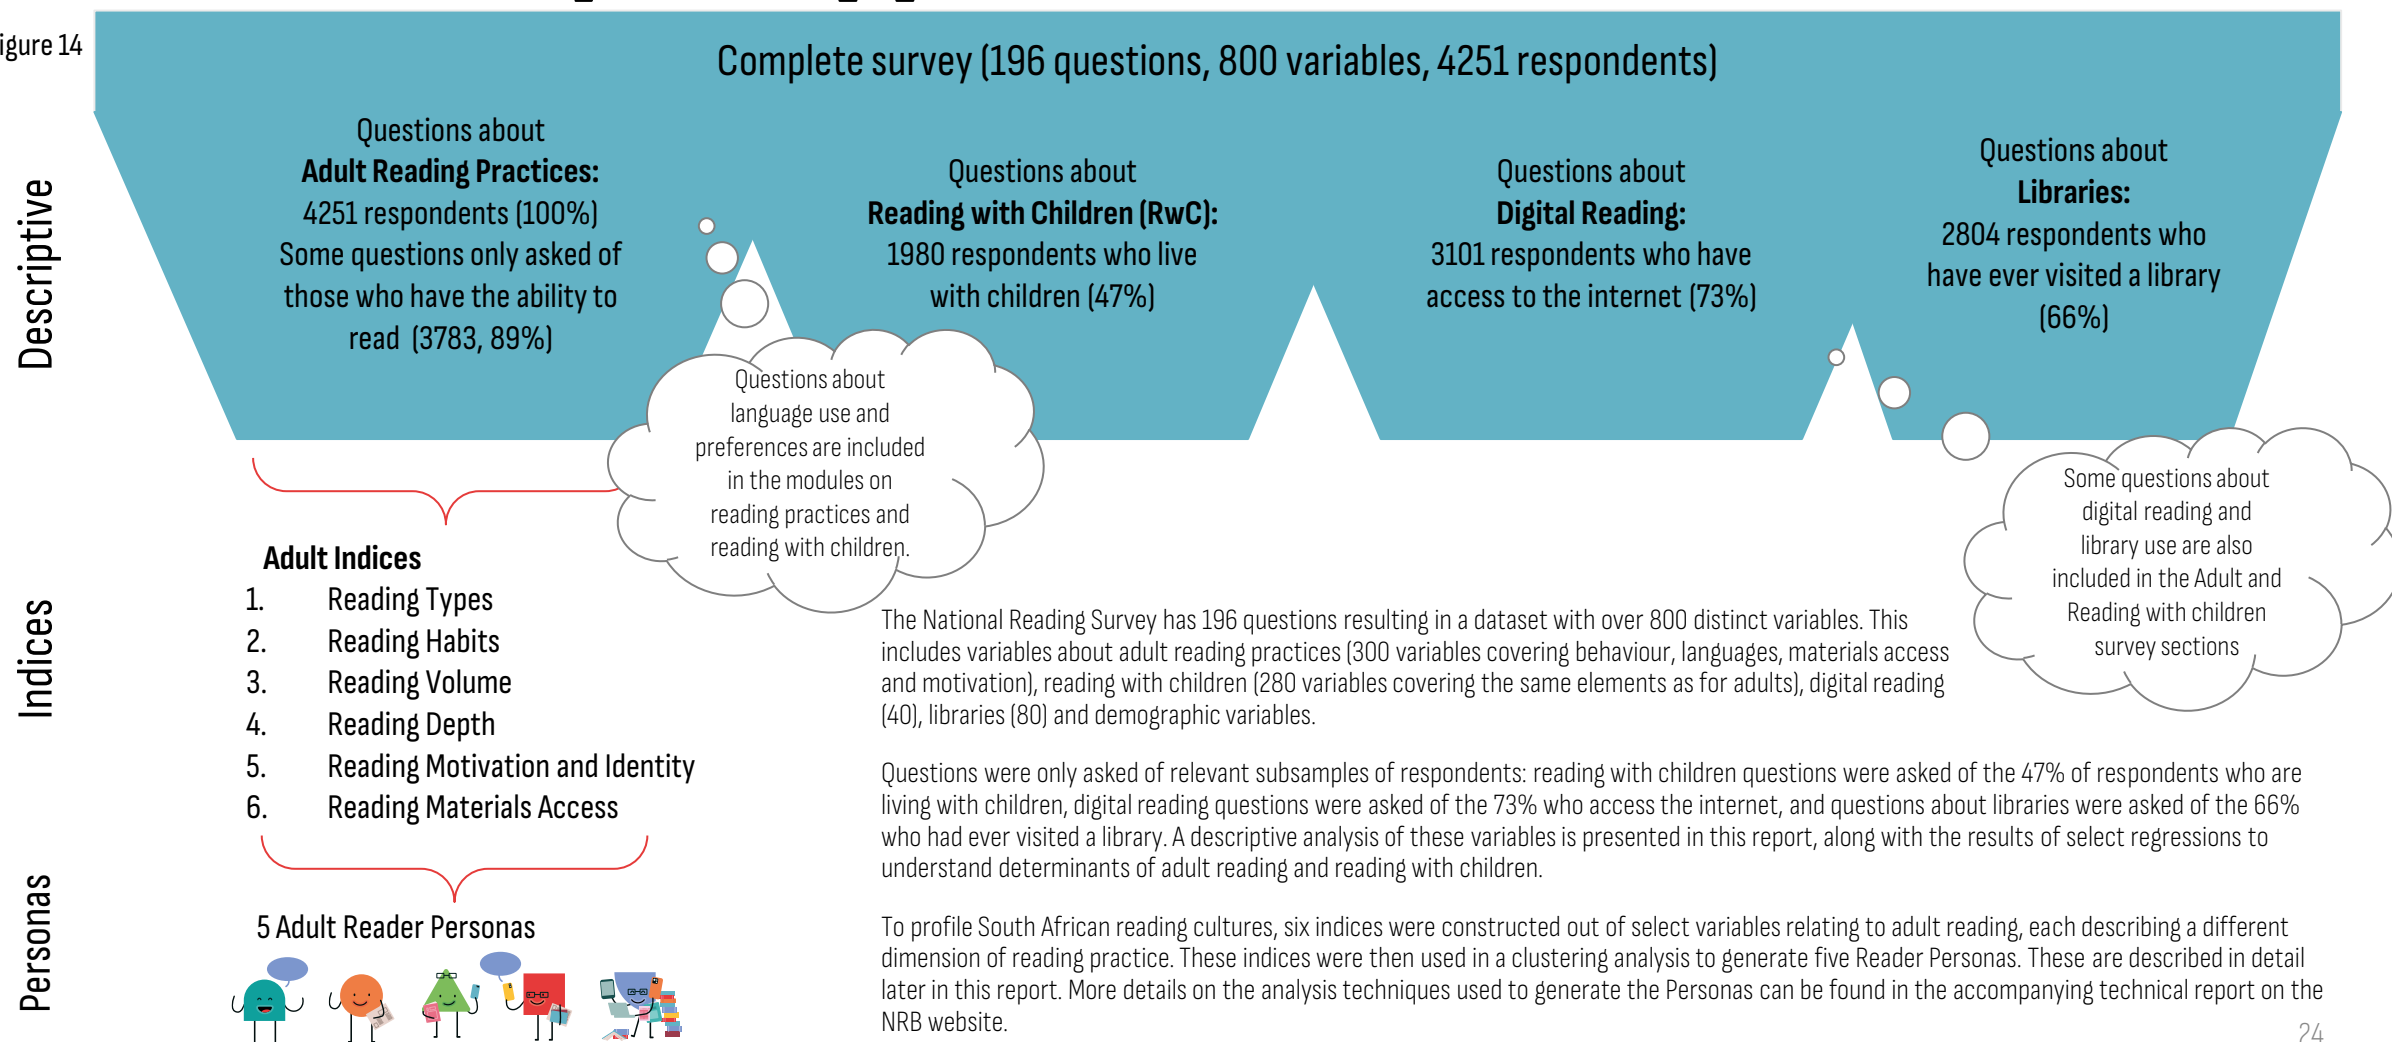 igure 14
Complete survey (196 questions, 800 variables, 4251 respondents)
Descriptive
Questions about
Adult Reading Practices:
4251 respondents (100%)
Some questions only asked of
those who have the ability to
read (3783, 89%)
Questions about
Reading with Children (RwC):
1980 respondents who live
with children (47%)
Questions about
Digital Reading:
3101 respondents who have
access to the internet (73%)
Questions about
Libraries:
2804 respondents who
have ever visited a library
(66%)
Questions about
language use and
preferences are included
in the modules on
reading practices and
reading with children.
Some questions about
digital reading and
library use are also
included in the Adult and
Reading with children
survey sections
Indices
Adult Indices
1. Reading Types
2. Reading Habits
3. Reading Volume
4. Reading Depth
5. Reading Motivation and Identity
6. Reading Materials Access
Personas
5 Adult Reader Personas
The National Reading Survey has 196 questions resulting in a dataset with over 800 distinct variables. This
includes variables about adult reading practices (300 variables covering behaviour, languages, materials access
and motivation), reading with children (280 variables covering the same elements as for adults), digital reading
(40), libraries (80) and demographic variables.
Questions were only asked of relevant subsamples of respondents: reading with children questions were asked of the 47% of respondents who are
living with children, digital reading questions were asked of the 73% who access the internet, and questions about libraries were asked of the 66%
who had ever visited a library. A descriptive analysis of these variables is presented in this report, along with the results of select regressions to
understand determinants of adult reading and reading with children.
To profile South African reading cultures, six indices were constructed out of select variables relating to adult reading, each describing a different
dimension of reading practice. These indices were then used in a clustering analysis to generate five Reader Personas. These are described in detail
later in this report. More details on the analysis techniques used to generate the Personas can be found in the accompanying technical report on the
NRB website.
24